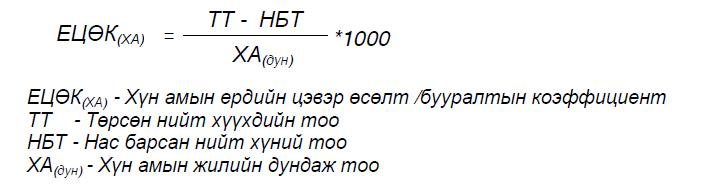 ТТ - НБТ
ЕЦӨК(ХА) = *1000
ХА(дун)
ЕЦӨК(ХА) - Хүн амын ердийн цэвэр өсөлт /бууралтын коэффициент
ТТ - Төрсөн нийт хүүхдийн тоо
НБТ - Нас барсан нийт хүний тоо
ХА(дун) - Хүн амын жилийн дундаж тоо